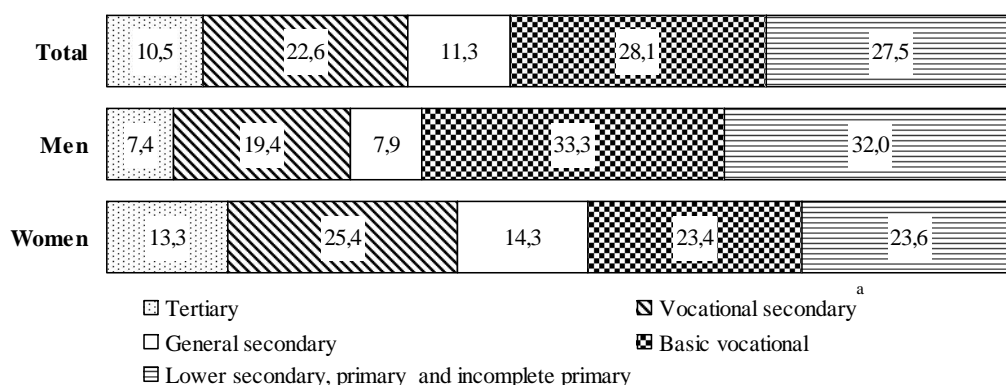 Total 10,5 22,6 11,3 28,1 27,5
Men 7,4 19,4 7,9 33,3 32,0
Women 13,3 25,4 14,3 23,4 23,6
Tertiary Vocational secondary a
General secondary Basic vocational
Lower secondary, primary and incomplete primary